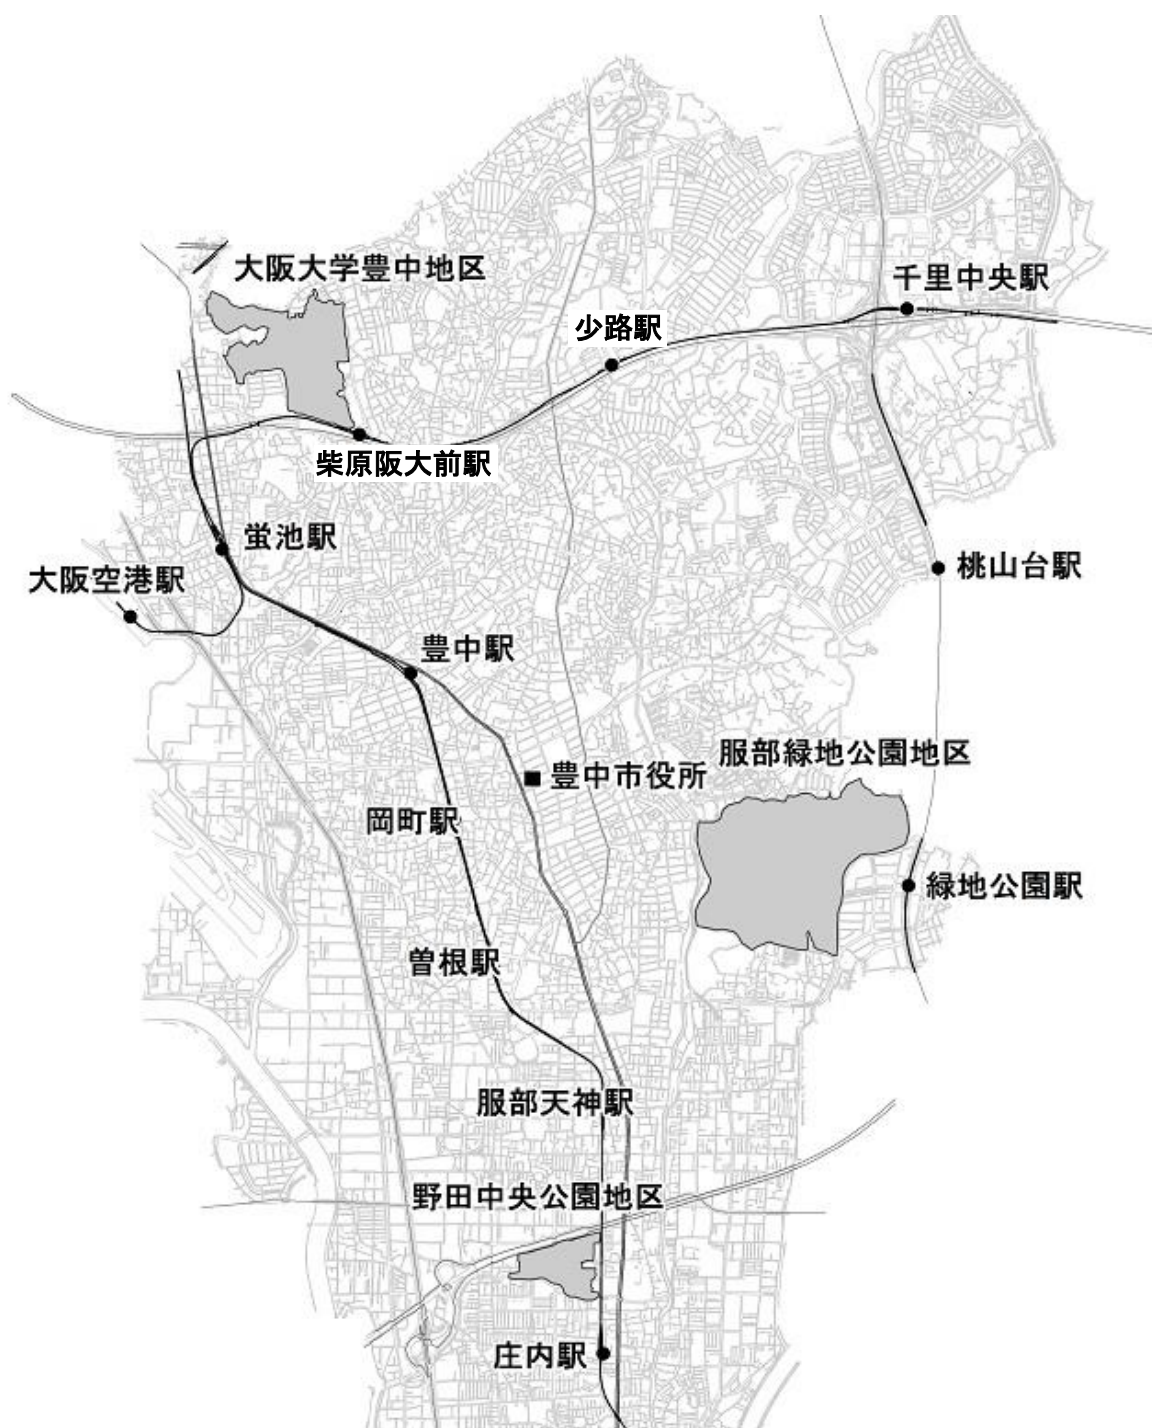 大阪大学豊中地区
千里中央駅
少路駅
柴原阪大前駅
蛍池駅
大阪空港駅
桃山台駅
豊中駅
服部緑地公園地区
豊中市役所
岡町駅
緑地公園駅
曽根駅
服部天神駅
野田中央公園地区
庄内駅